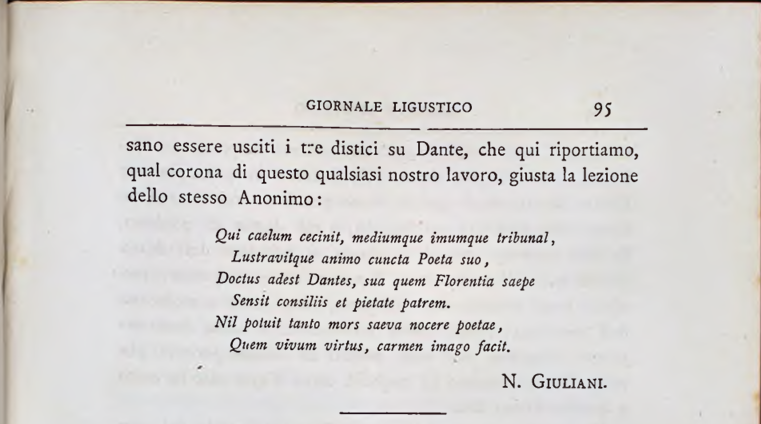 GIORNALE LIGUSTICO 95
sano essere usciti i tre distici su Dante, che qui riportiamo,
qual corona di questo qualsiasi nostro lavoro, giusta la lezione
dello stesso Anonimo:
Qui caelum cecinit, mediumque imumque tribunal,
Lustravitque animo cuncta Poeta suo,
Doctus adest Dantes, sua quem Florentia saepe
Sensit consiliis et pietate patrem.
Nil potuit tanto mors saeva nocere poetae,
Quem vivum virtus, carmen imago facit.
N. GIULIANI.